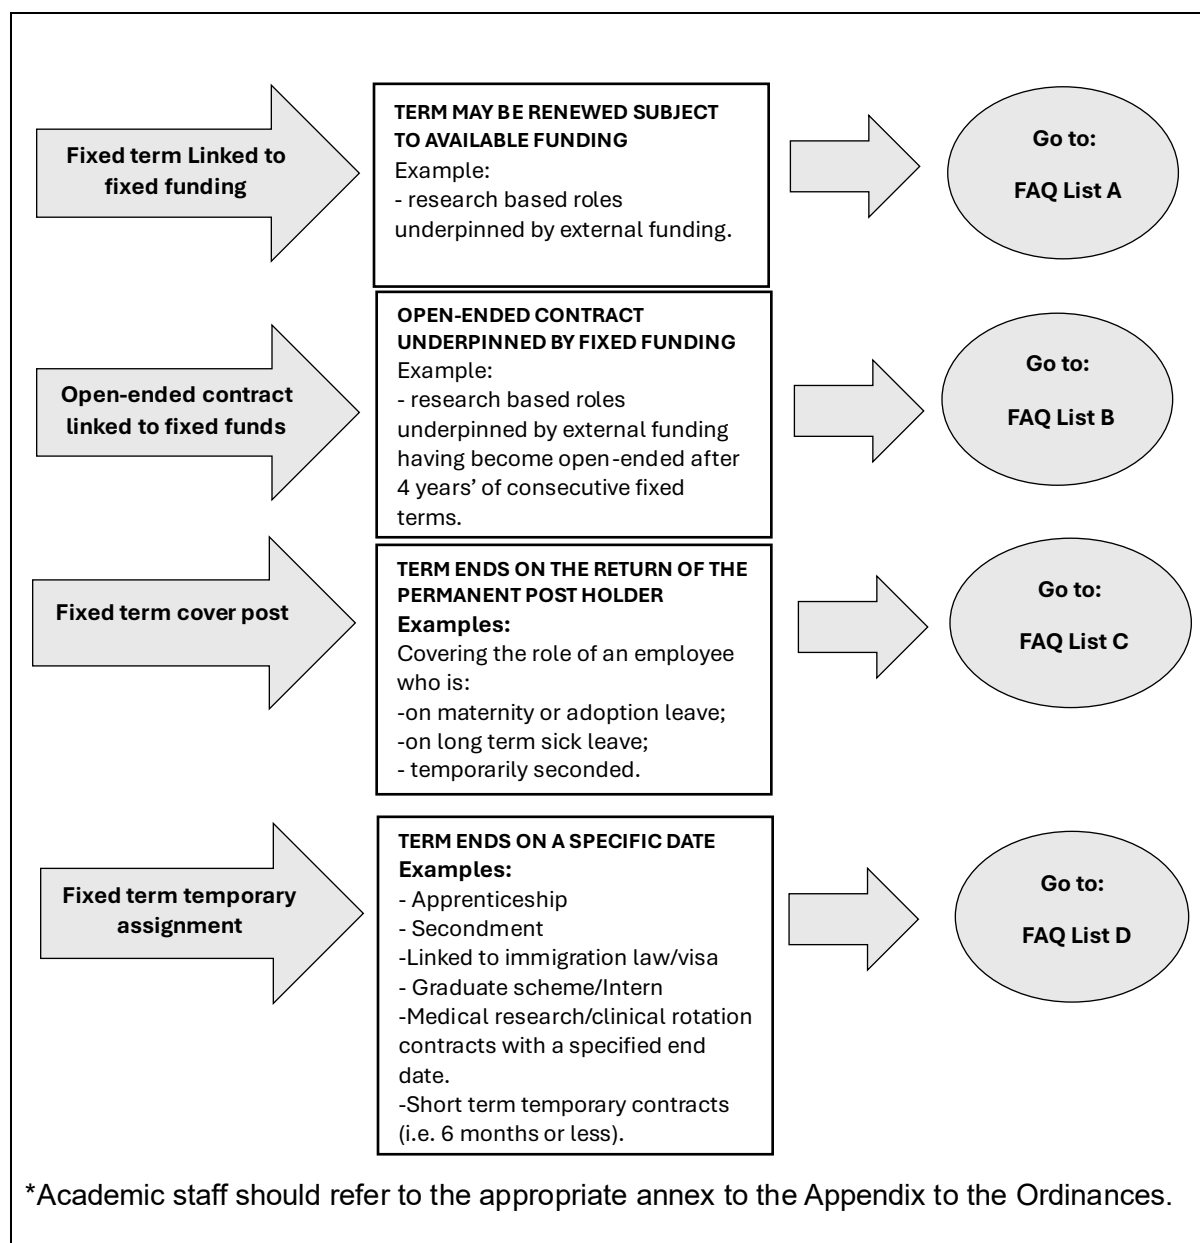 Fixed term Linked to
fixed funding
TERM MAY BE RENEWED SUBJECT
TO AVAILABLE FUNDING
Example:
- research based roles
underpinned by external funding.
Go to:
FAQ List A
Open-ended contract
linked to fixed funds
OPEN-ENDED CONTRACT
UNDERPINNED BY FIXED FUNDING
Example:
- research based roles
underpinned by external funding
having become open-ended after
4 years’ of consecutive fixed
terms.
Go to:
FAQ List B
Fixed term cover post
TERM ENDS ON THE RETURN OF THE
PERMANENT POST HOLDER
Examples:
Covering the role of an employee
who is:
-on maternity or adoption leave;
-on long term sick leave;
- temporarily seconded.
Go to:
FAQ List C
Fixed term temporary
assignment
TERM ENDS ON A SPECIFIC DATE
Examples:
- Apprenticeship
- Secondment
-Linked to immigration law/visa
- Graduate scheme/Intern
-Medical research/clinical rotation
contracts with a specified end
date.
-Short term temporary contracts
(i.e. 6 months or less).
Go to:
FAQ List D
*Academic staff should refer to the appropriate annex to the Appendix to the Ordinances.